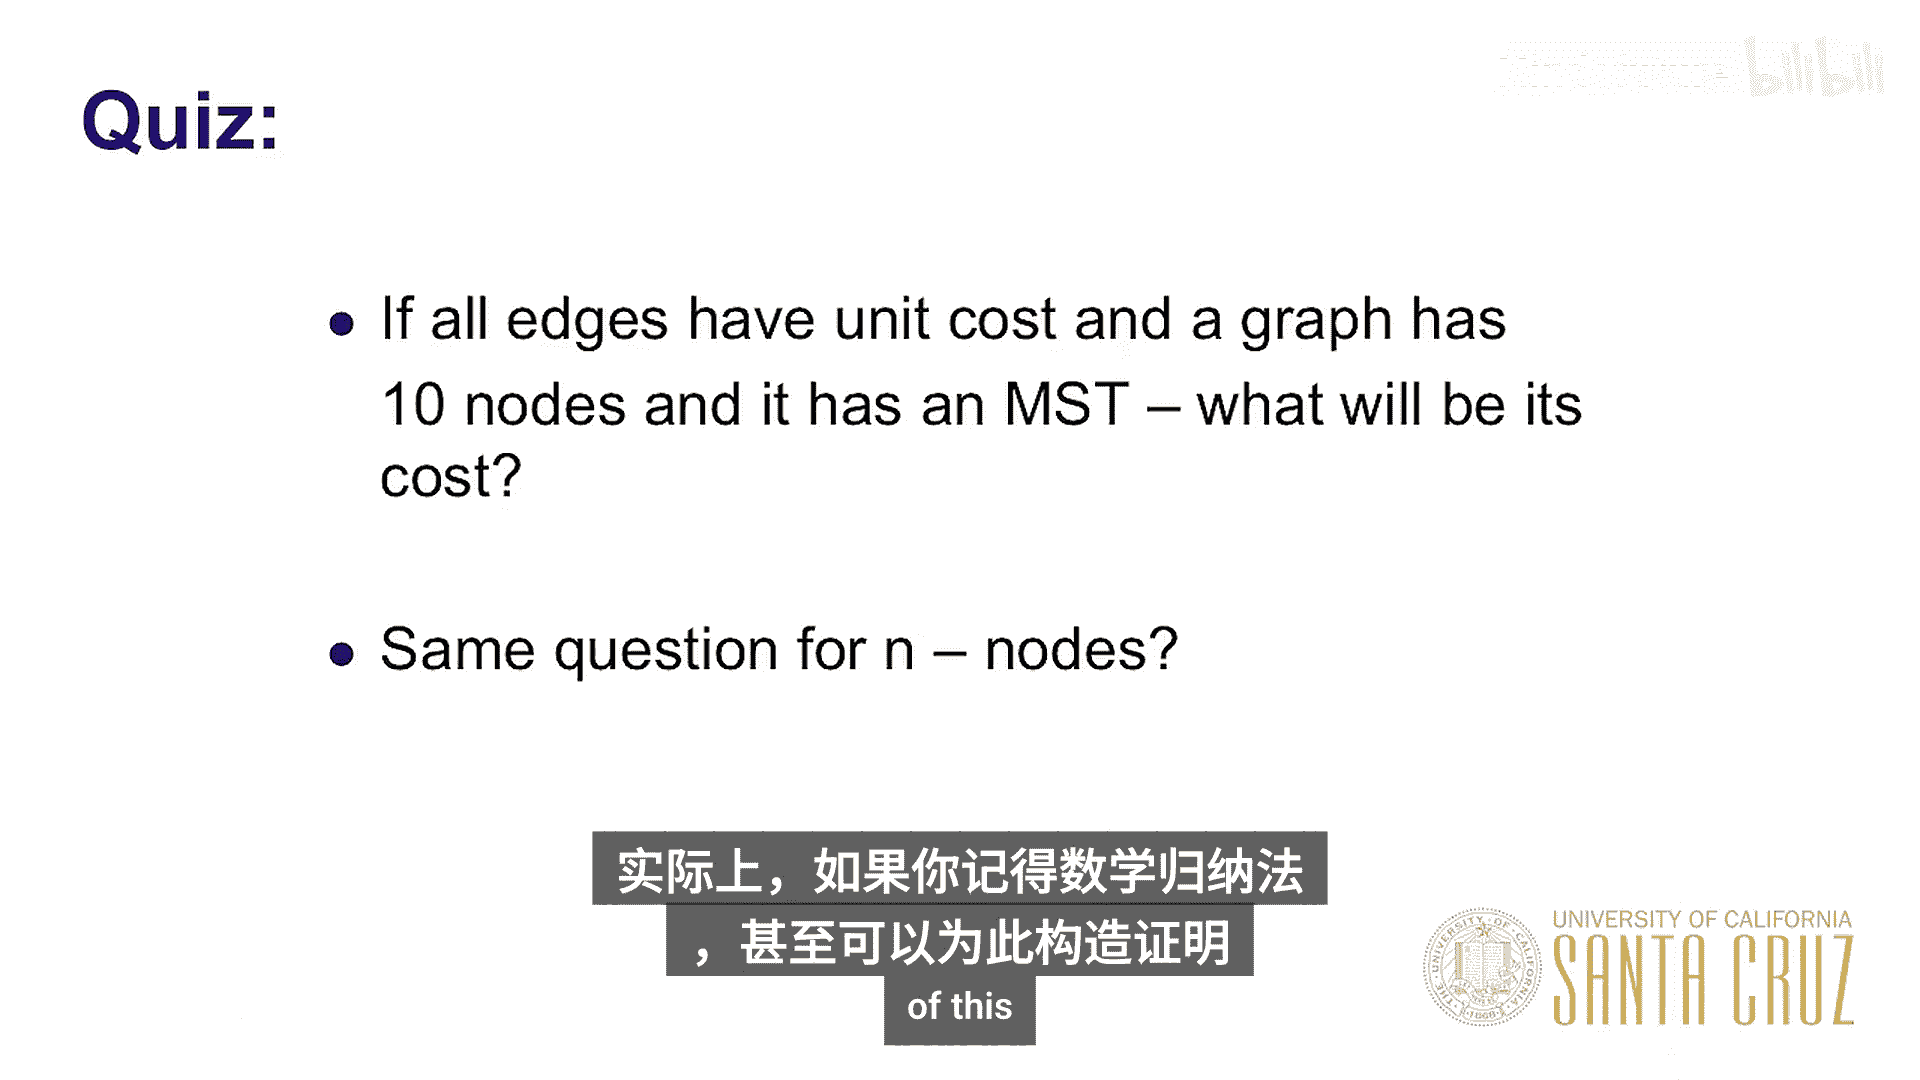 bilibili
Quiz:
● If all edges have unit cost and a graph has
10 nodes and it has an MST – what will be its
cost?
● Same question for n – nodes?
实际上，如果你记得数学归纳法
，甚至可以为此构造证明
of this
UNIVERSITY OF CALIFORNIA
SANTA CRUZ